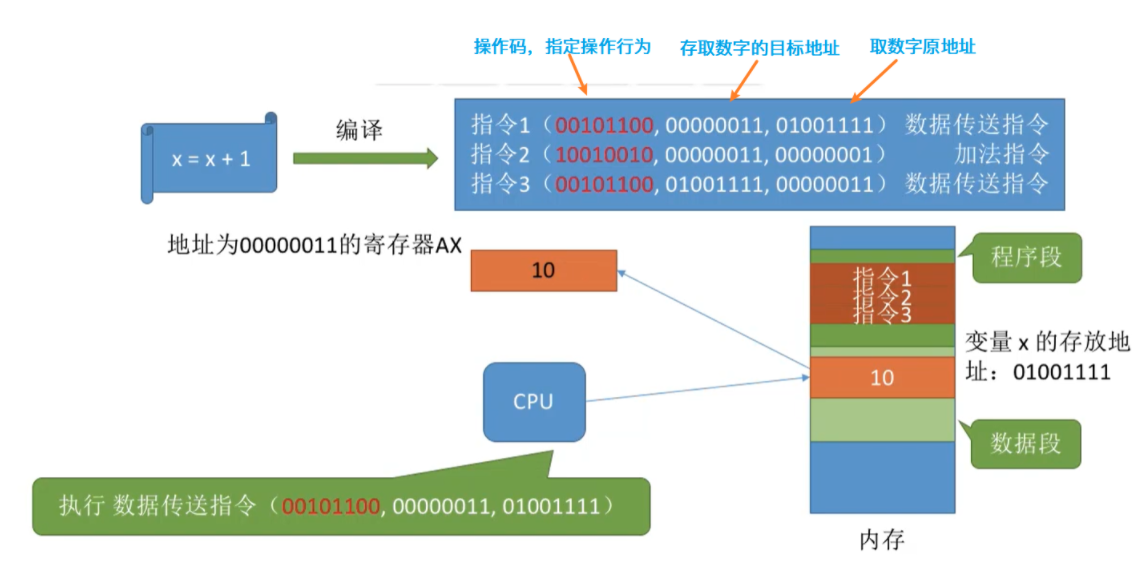 操作码，指定操作行为
存取数字的目标地址
取数字原地址
编译
x = x + 1
指令1（00101100, 00000011, 01001111） 数据传送指令
指令2（10010010, 00000011, 00000001） 加法指令
指令3（00101100, 01001111, 00000011） 数据传送指令
地址为00000011的寄存器AX
10
程序段
指令1
指令2
指令3
变量 x 的存放地
址：01001111
10
CPU
数据段
执行 数据传送指令（00101100, 00000011, 01001111）
内存